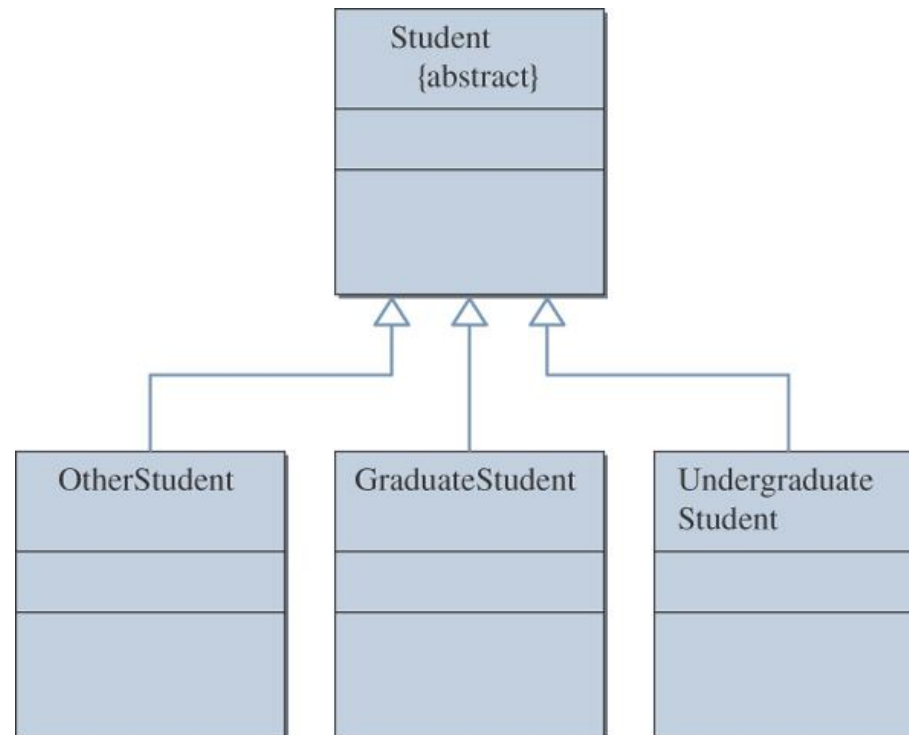 Student
{abstract}
OtherStudent
GraduateStudent
Undergraduate
Student